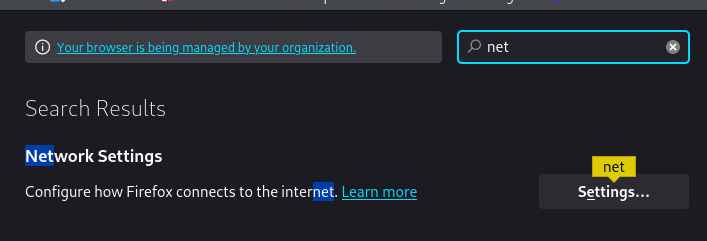 Your browser is being managed by your organization.
net
Search Results
Network Settings
net
Configure how Firefox connects to the internet. Learn more
Settings...